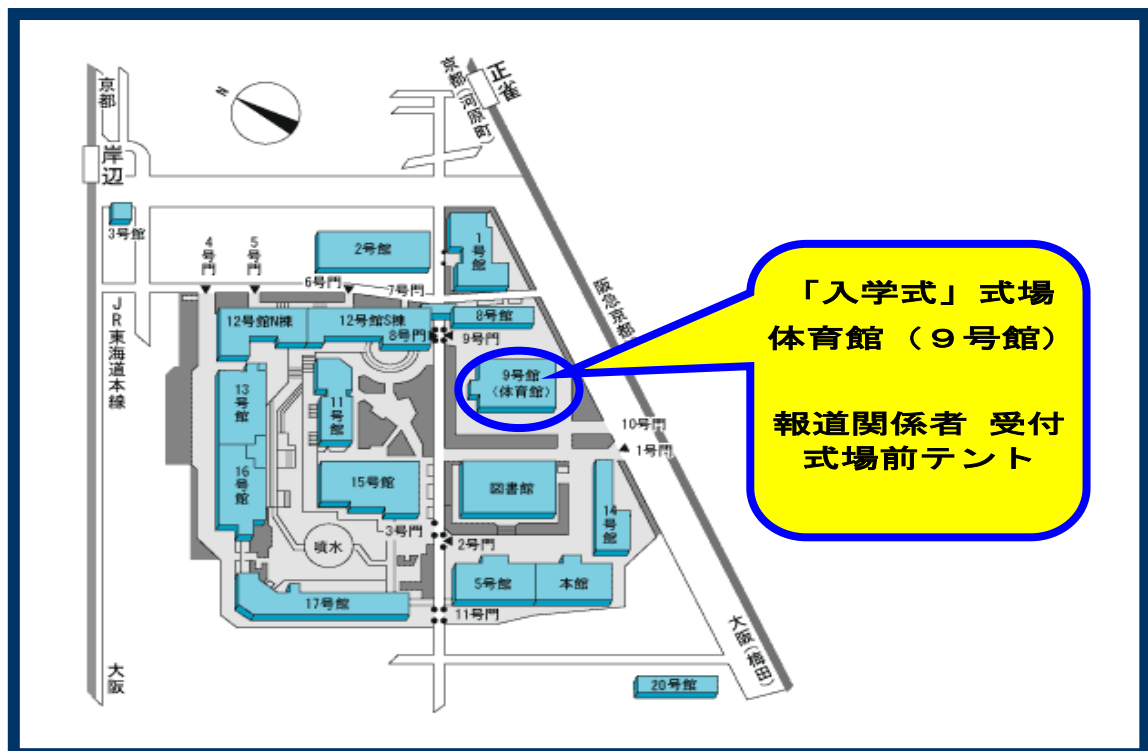 正雀
京都(河原町)
京都
N
岸辺
3号館
4号門
5号門
2号館
1号館
6号門
7号門
JR東海道本線
阪急京都
12号館N棟
12号館S棟
8号館
8号門
9号門
「入学式」式場
体育館（９号館）
報道関係者 受付
式場前テント
9号館
(体育館)
13号館
11号館
10号門
1号門
16号館
15号館
図書館
14号館
3号門
2号門
噴水
5号館
本館
17号館
11号門
大阪(梅田)
大阪
20号館